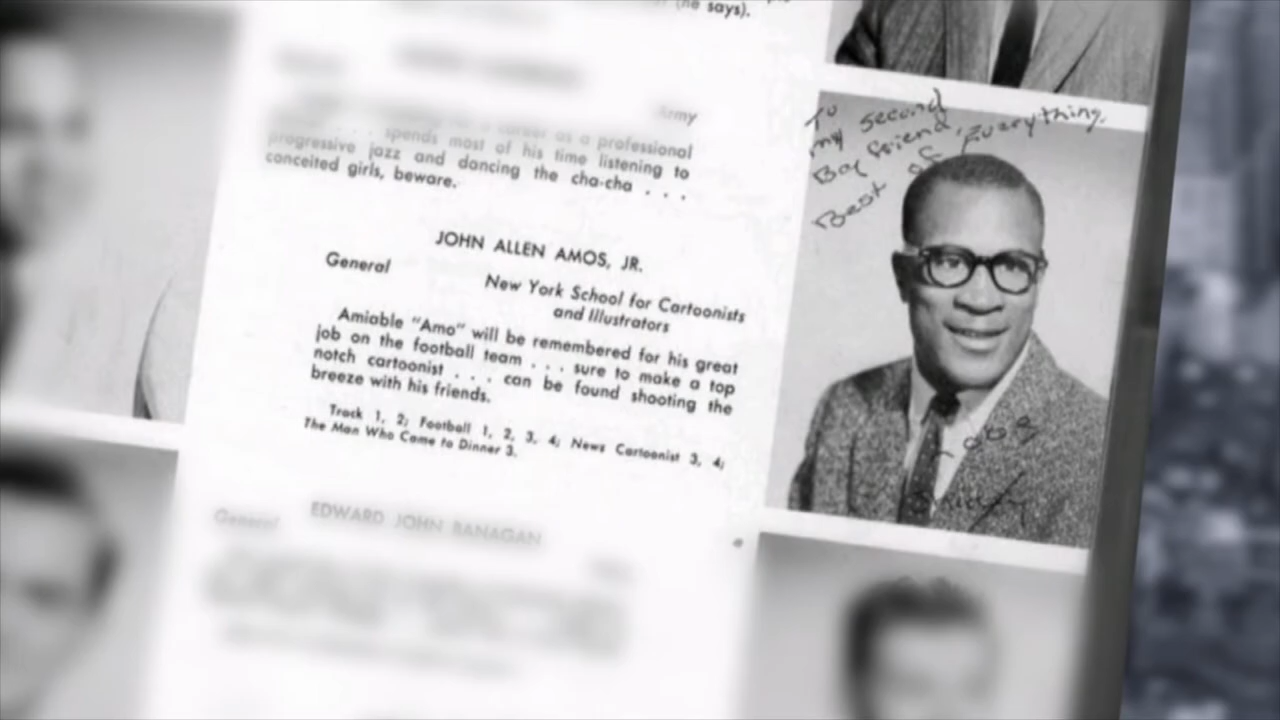 (he says).
Army
career as a professional
. . . spends most of his time listening to
progressive jazz and dancing the cha-cha . . .
conceited girls, beware.
JOHN ALLEN AMOS, JR.
General
New York School for Cartoonists
and Illustrators
Amiable "Amo" will be remembered for his great
job on the football team . . . sure to make a top
notch cartoonist . . . can be found shooting the
breeze with his friends.
Track 1, 2; Football 1, 2, 3, 4; News Cartoonist 3, 4;
The Man Who Came to Dinner 3.
General
EDWARD JOHN BANAGAN
To
my second
Boy friend,
Best of Everything.